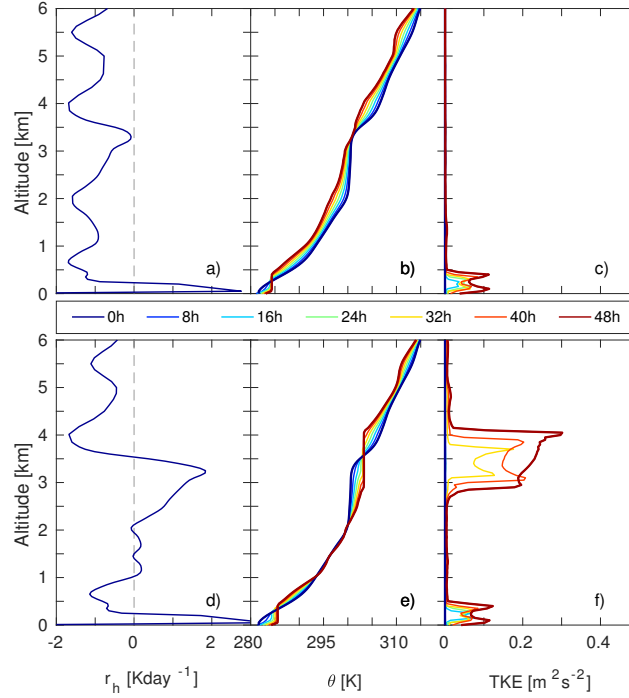 6
5
4
3
2
1
0
Altitude [km]
a)
b)
c)
0h 8h 16h 24h 32h 40h 48h
6
5
4
3
2
1
0
Altitude [km]
d)
e)
f)
-2 -1 0 1 280 295 310 0 0.2 0.4
r_h [Kday -1]
θ [K]
TKE [m 2 s -2]